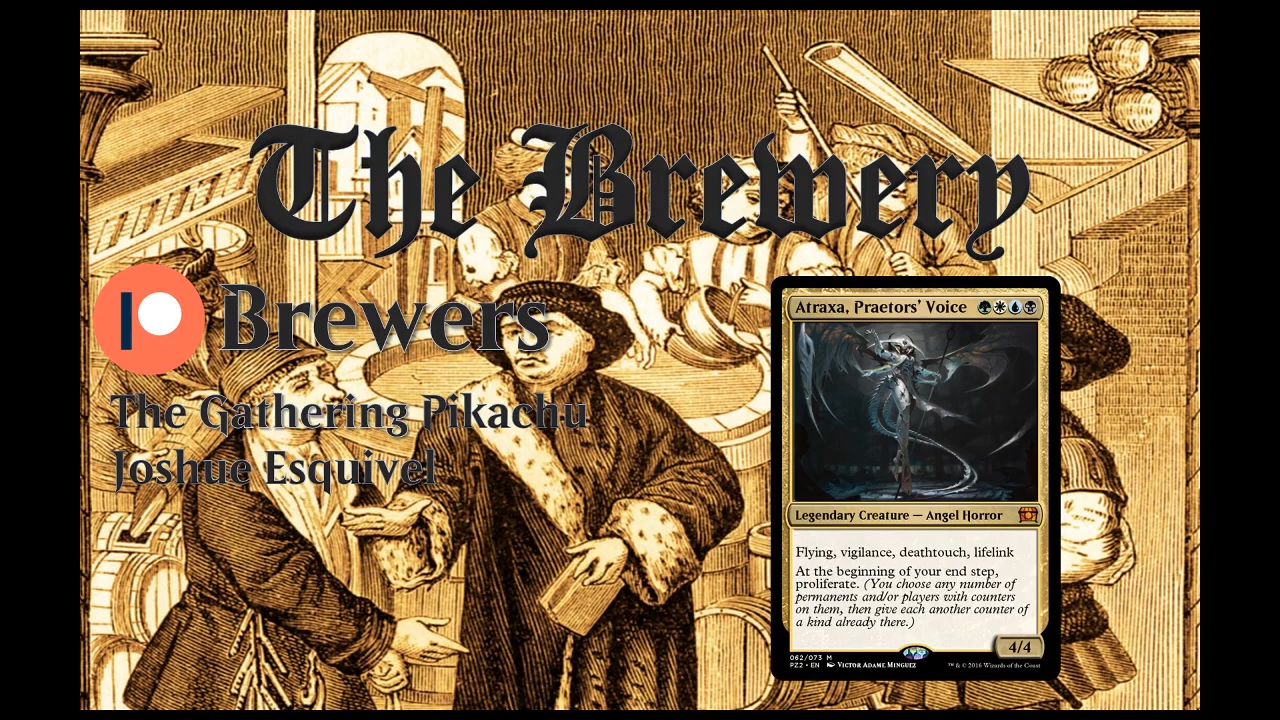 The Brewery
Brewers
The Gathering Pikachu
Joshue Esquivel
Atraxa, Praetors' Voice
Legendary Creature — Angel Horror
Flying, vigilance, deathtouch, lifelink
At the beginning of your end step,
proliferate. (You choose any number of
permanents and/or players with counters
on them, then give each another counter of
a kind already there.)
4/4
062/073 M
PZ2 • EN Victor Adame Minguez
™ & © 2016 Wizards of the Coast